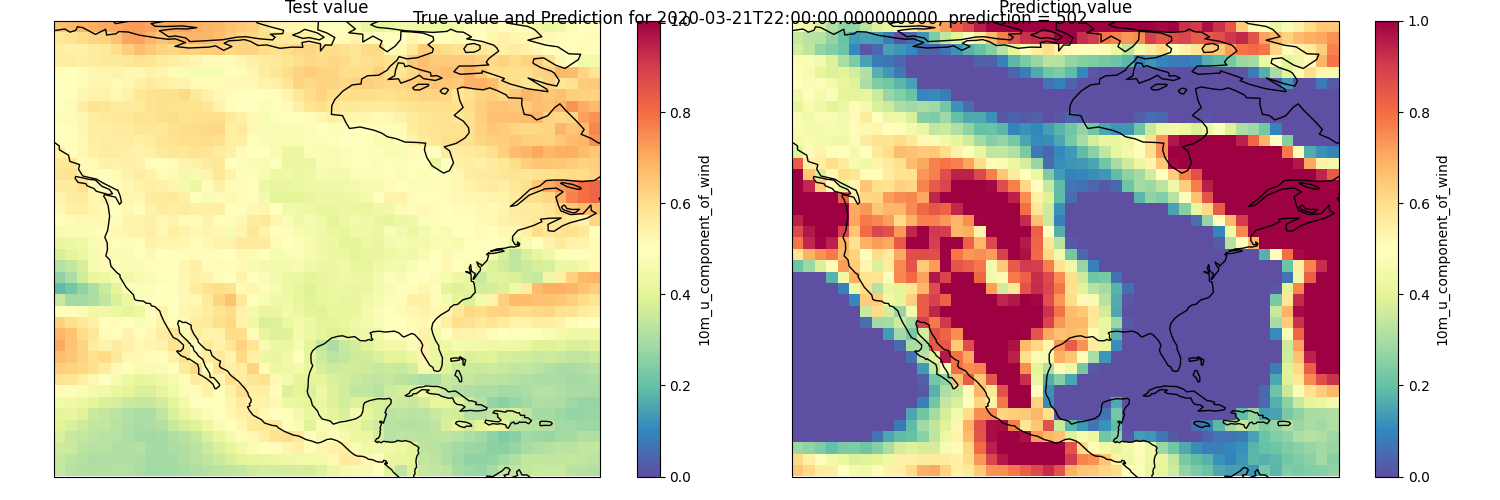 Test value
True value and Prediction for 2020-03-21T22:00:00.000000000, prediction = 502
Prediction value
1.0
0.8
0.6
0.4
0.2
0.0
10m_u_component_of_wind
1.0
0.8
0.6
0.4
0.2
0.0
10m_u_component_of_wind